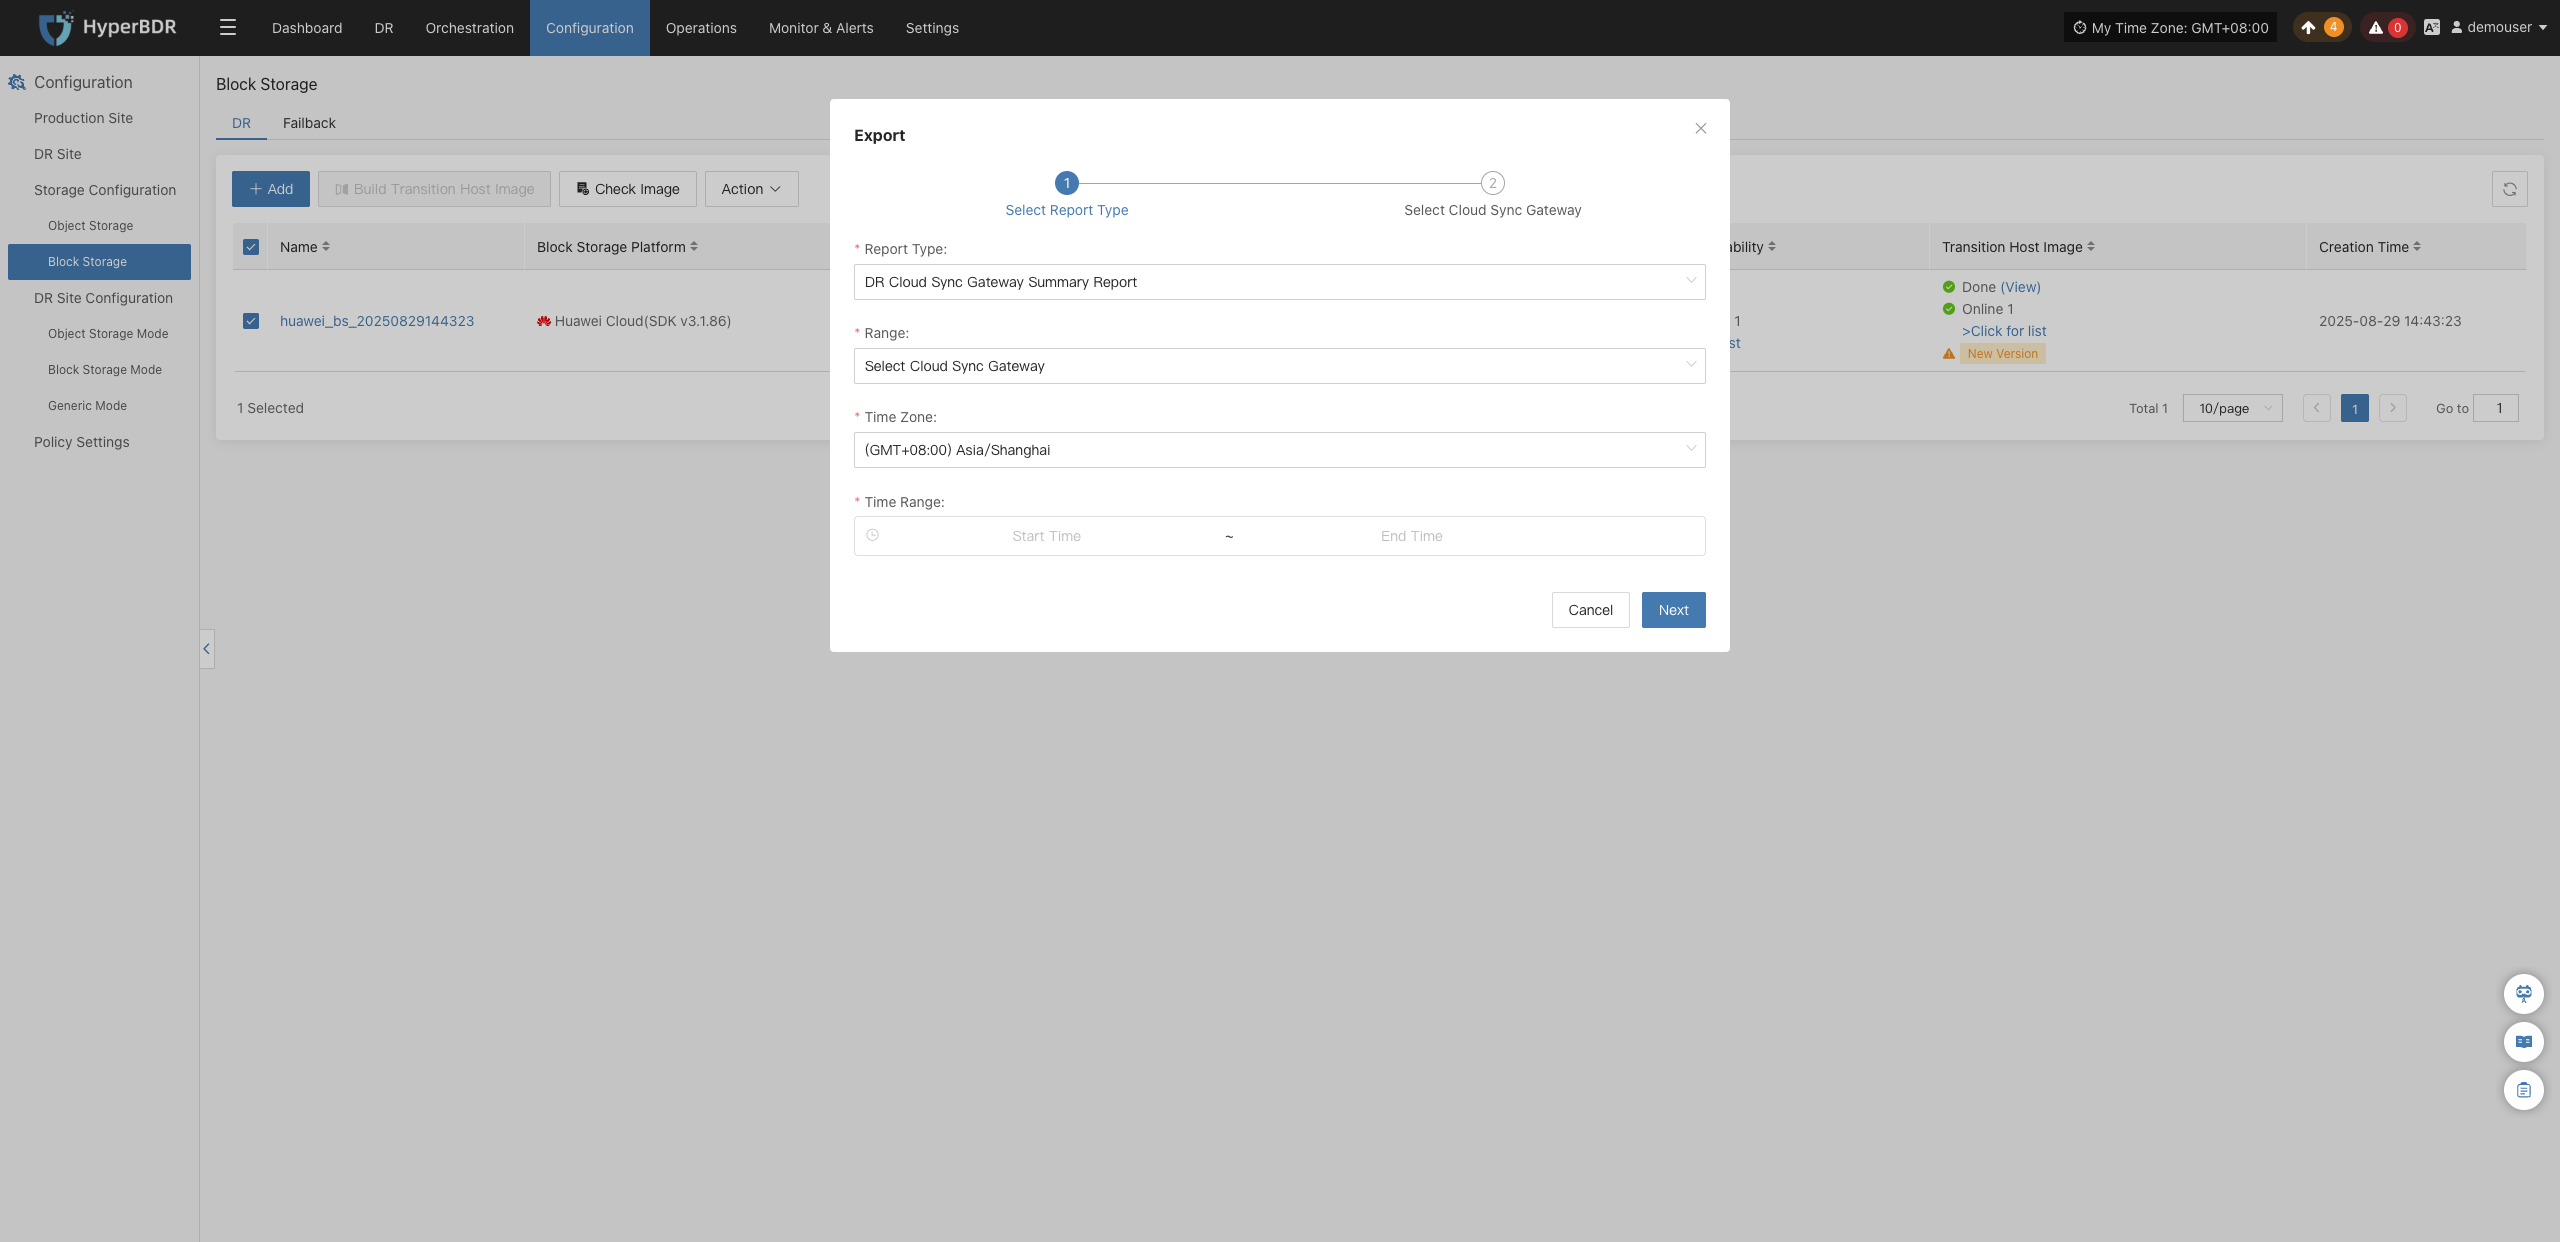 HyperBDR
Dashboard
DR
Orchestration
Configuration
Operations
Monitor & Alerts
Settings
My Time Zone: GMT+08:00
4
0
demouser
Configuration
Production Site
DR Site
Storage Configuration
Object Storage
Block Storage
DR Site Configuration
Object Storage Mode
Block Storage Mode
Generic Mode
Policy Settings
Block Storage
DR
Failback
Add
Build Transition Host Image
Check Image
Action
Name
Block Storage Platform
bility
Transition Host Image
Creation Time
huawei_bs_20250829144323
Huawei Cloud(SDK v3.1.86)
1
st
Done (View)
Online 1
>Click for list
New Version
2025-08-29 14:43:23
1 Selected
Total 1
10/page
1
Go to
1
Export
1
Select Report Type
2
Select Cloud Sync Gateway
* Report Type:
DR Cloud Sync Gateway Summary Report
* Range:
Select Cloud Sync Gateway
* Time Zone:
(GMT+08:00) Asia/Shanghai
* Time Range:
Start Time ~ End Time
Cancel
Next